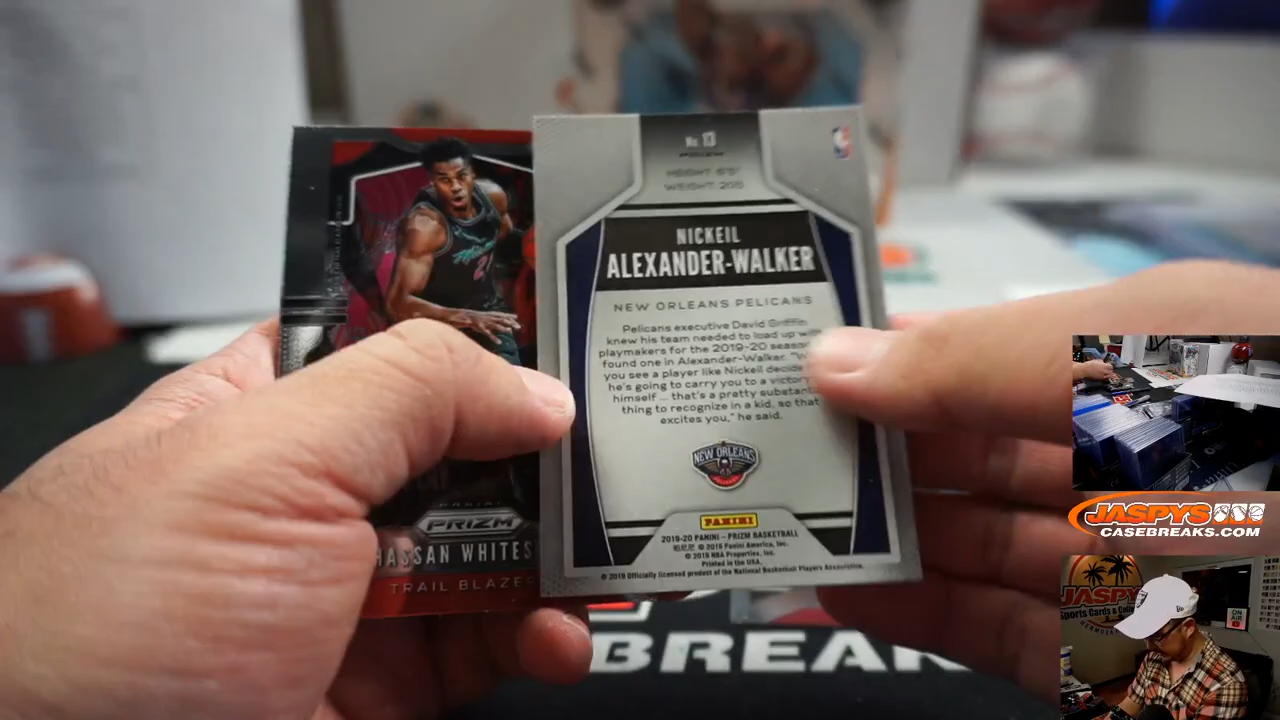 No. 13
PRIZM
HEIGHT: 6'5"
WEIGHT: 205
NICKEIL
ALEXANDER-WALKER
NEW ORLEANS PELICANS
Pelicans executive David Griffin
knew his team needed to load up with
playmakers for the 2019-20 season
found one in Alexander-Walker.
you see a player like Nickeil
he's going to carry you to a victory
himself ... that's a pretty
thing to recognize in a kid, so that
excites you," he said.
NEW ORLEANS
PANINI
2019-20 PANINI – PRIZM BASKETBALL
© 2019 Panini America, Inc.
© 2019 NBA Properties, Inc.
Printed in the USA.
© 2019 Officially licensed product of the National Basketball Players Association.
21
PANINI
PRIZM
HASSAN WHITES
TRAIL BLAZER
BREAK
JASPYS
CASEBREAKS.COM
JASPY
Sports Cards &
ON
AIR